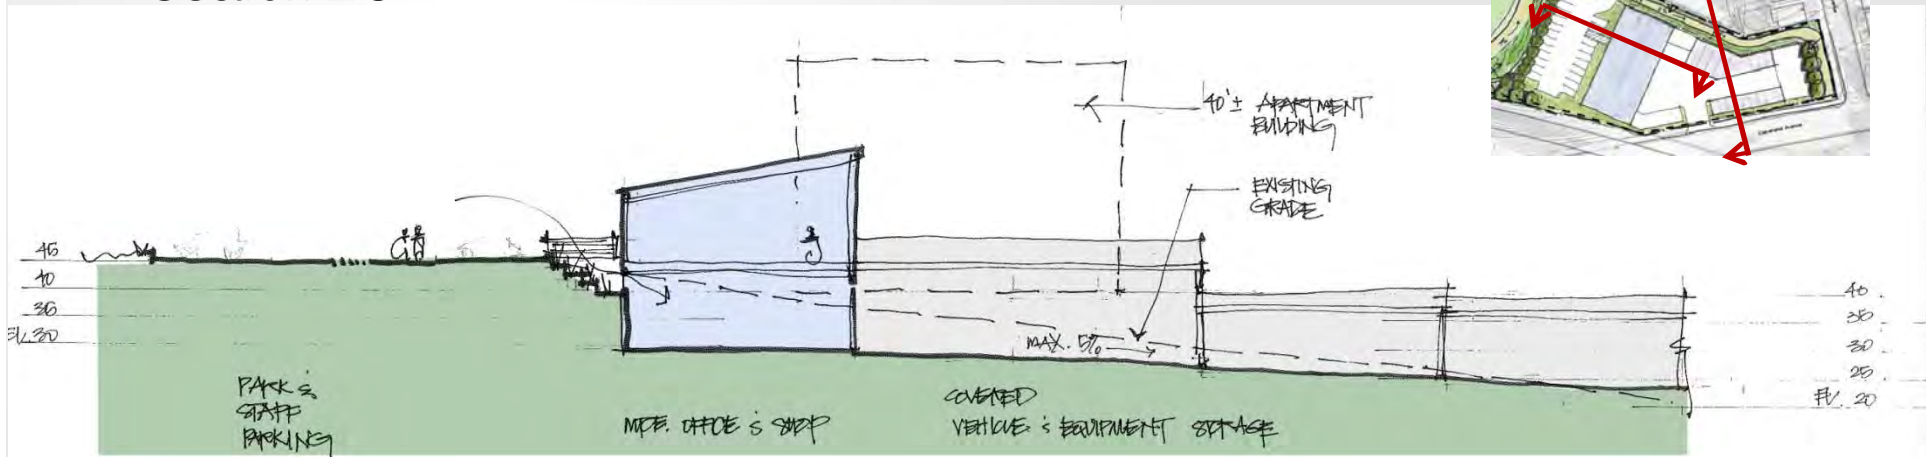 40'± APARTMENT
BUILDING
EXISTING
GRADE
45
40
35
EL. 30
MAX. 5%
40
35
30
25
EL. 20
PARK &
STAFF
PARKING
MTCE. OFFICE & SHOP
COVERED
VEHICLE & EQUIPMENT STORAGE